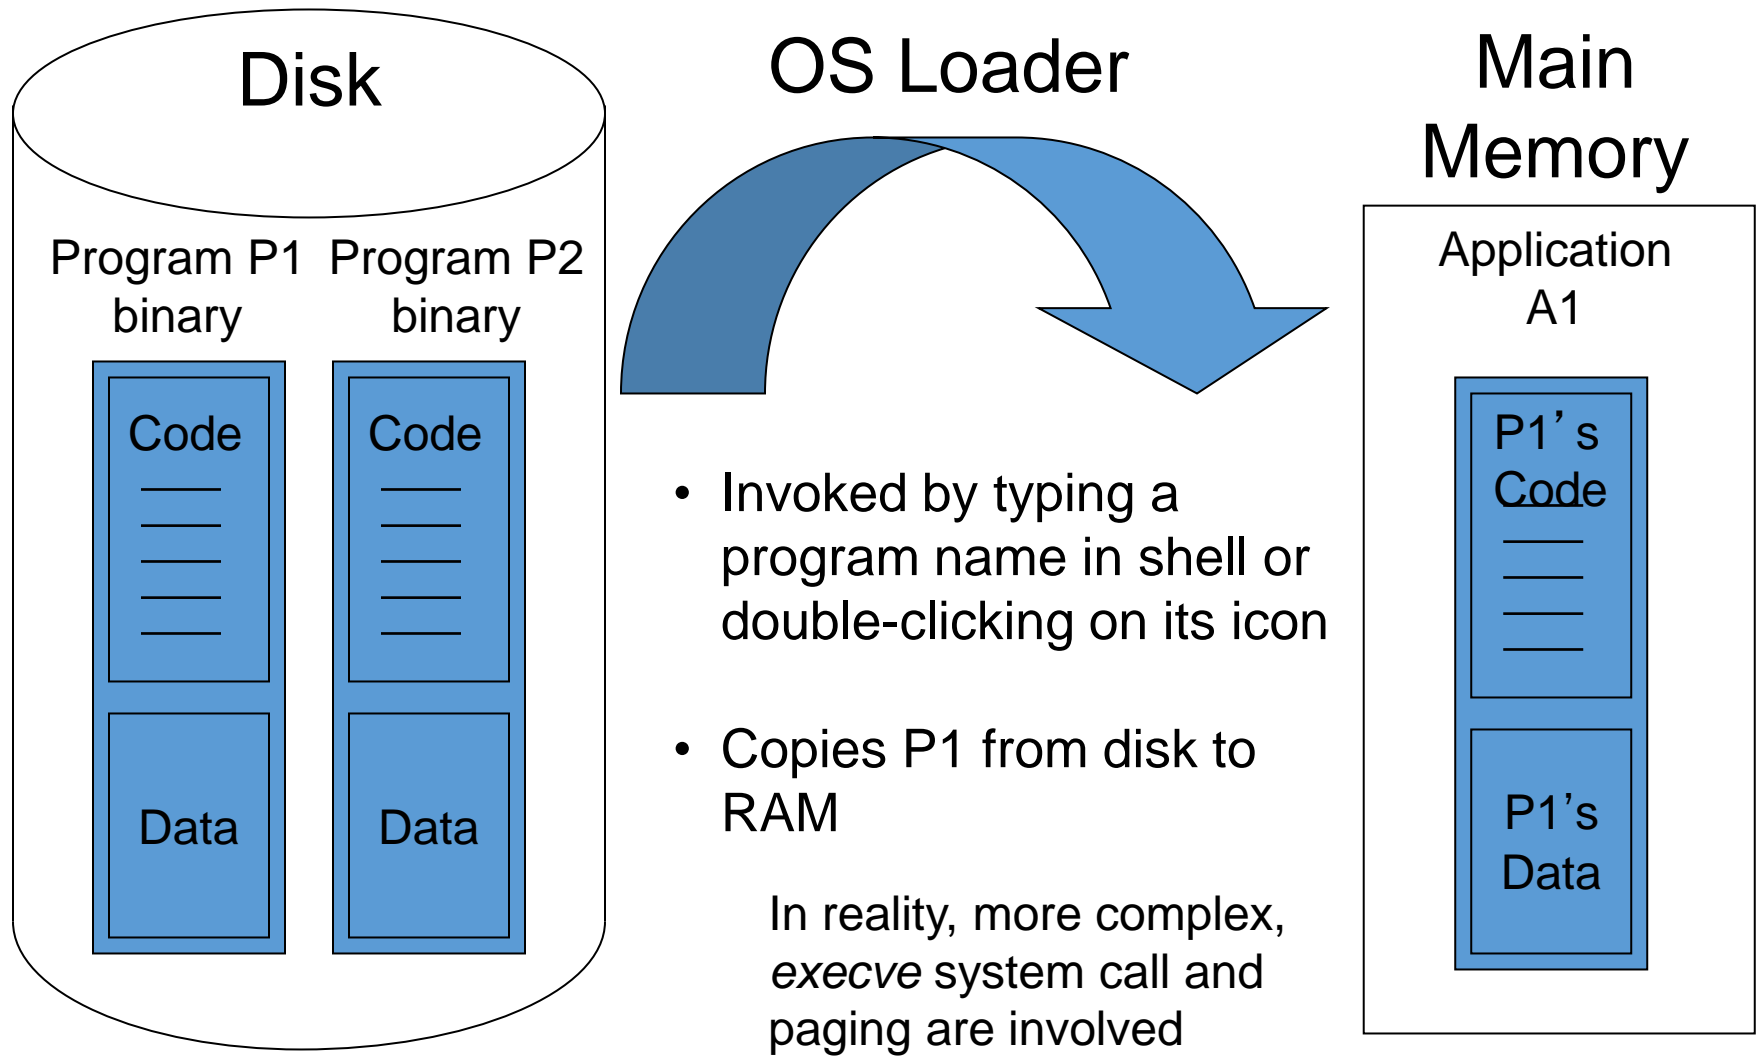 Disk
Program P1
binary
Program P2
binary
Code
Data
Code
Data
OS Loader
• Invoked by typing a
program name in shell or
double-clicking on its icon
• Copies P1 from disk to
RAM
In reality, more complex,
execve system call and
paging are involved
Main
Memory
Application
A1
P1’s
Code
P1’s
Data